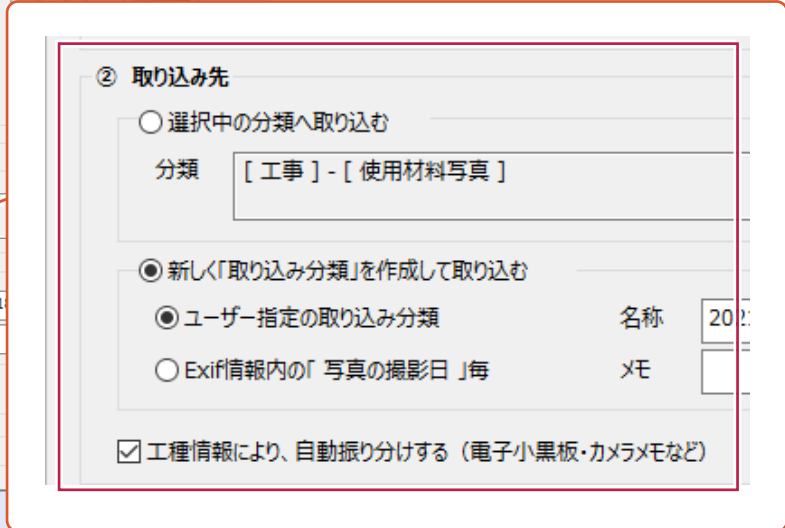 ② 取り込み先
選択中の分類へ取り込む
分類 [ 工事 ] - [ 使用材料写真 ]
新しく「取り込み分類」を作成して取り込む
ユーザー指定の取り込み分類 名称 202
Exif情報内の「 写真の撮影日 」毎 メモ
工種情報により、自動振り分けする（電子小黒板・カメラメモなど）